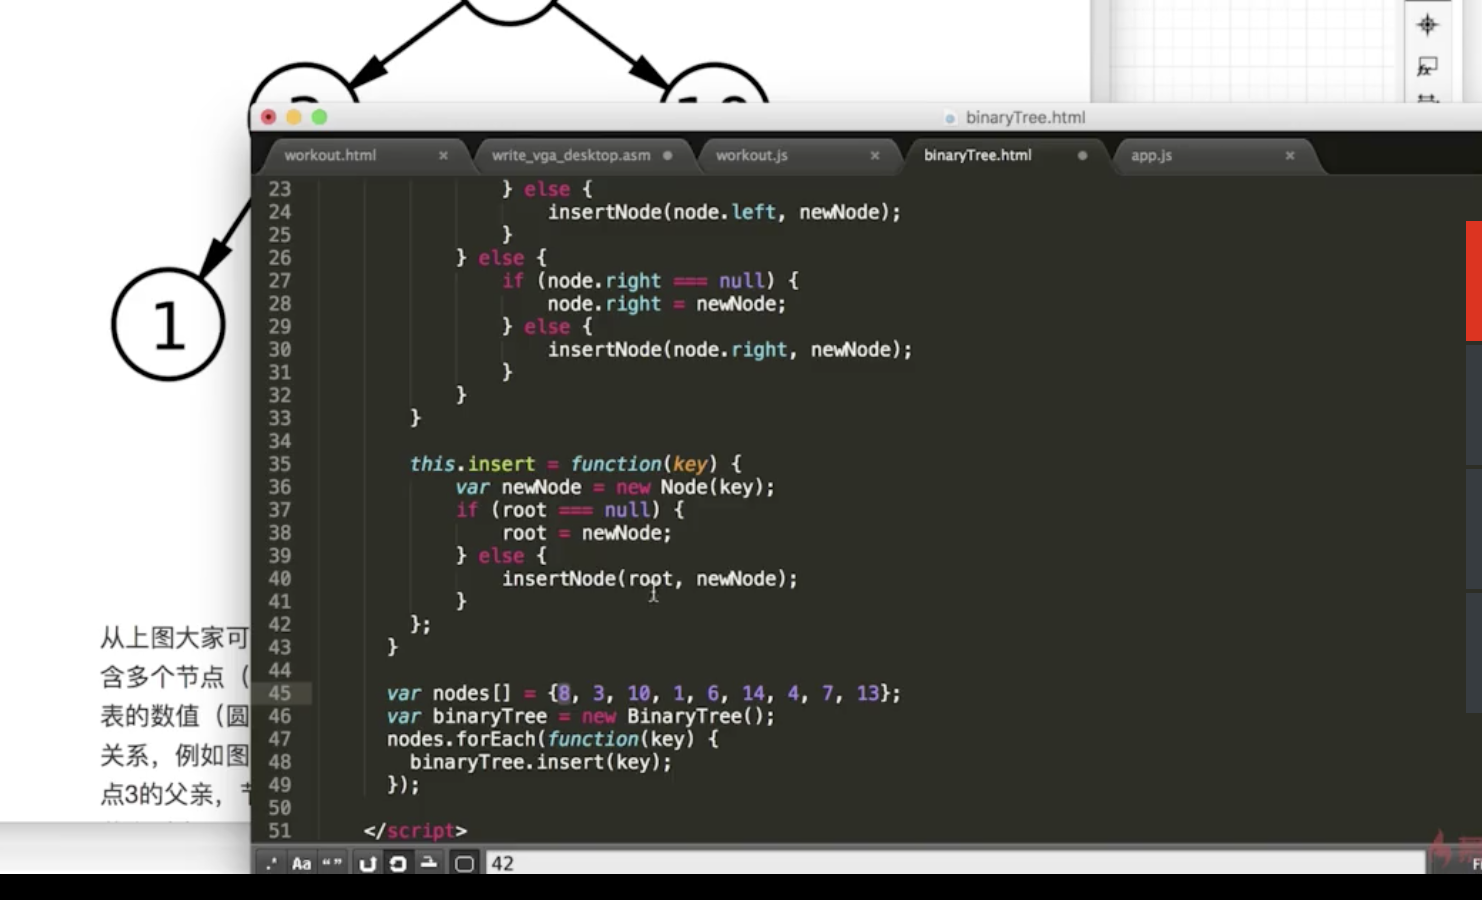 binaryTree.html
workout.html
write_vga_desktop.asm
workout.js
binaryTree.html
app.js
23 } else {
24 insertNode(node.left, newNode);
25 }
26 } else {
27 if (node.right === null) {
28 node.right = newNode;
29 } else {
30 insertNode(node.right, newNode);
31 }
32 }
33 }
34
35 this.insert = function(key) {
36 var newNode = new Node(key);
37 if (root === null) {
38 root = newNode;
39 } else {
40 insertNode(root, newNode);
41 }
42 };
43 }
44
45 var nodes[] = {8, 3, 10, 1, 6, 14, 4, 7, 13};
46 var binaryTree = new BinaryTree();
47 nodes.forEach(function(key) {
48 binaryTree.insert(key);
49 });
50
51 </script>
1
从上图大家可
含多个节点（
表的数值（圆
关系，例如图
点3的父亲，
.* Aa “” 42